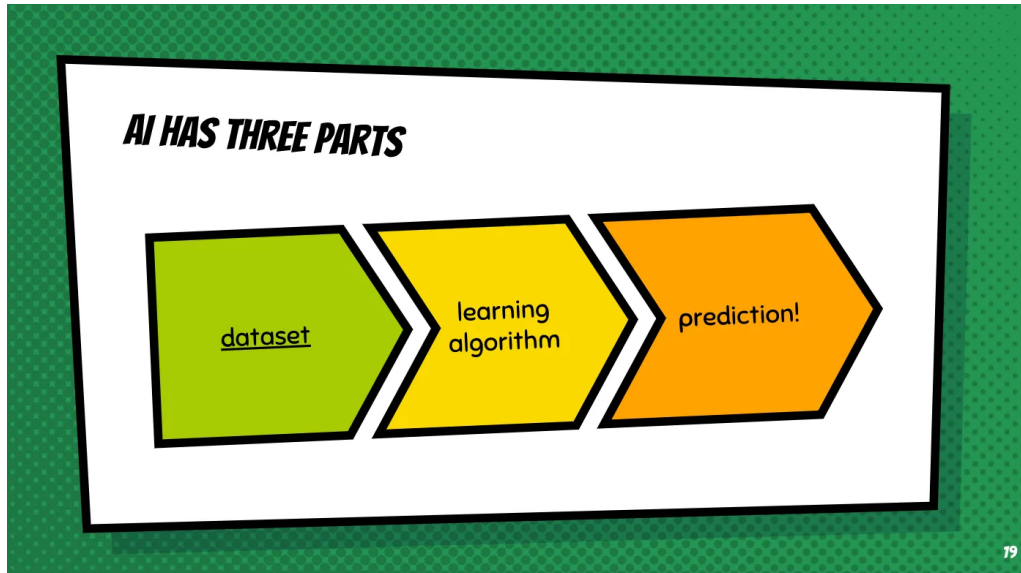 AI HAS THREE PARTS
dataset
learning
algorithm
prediction!
19